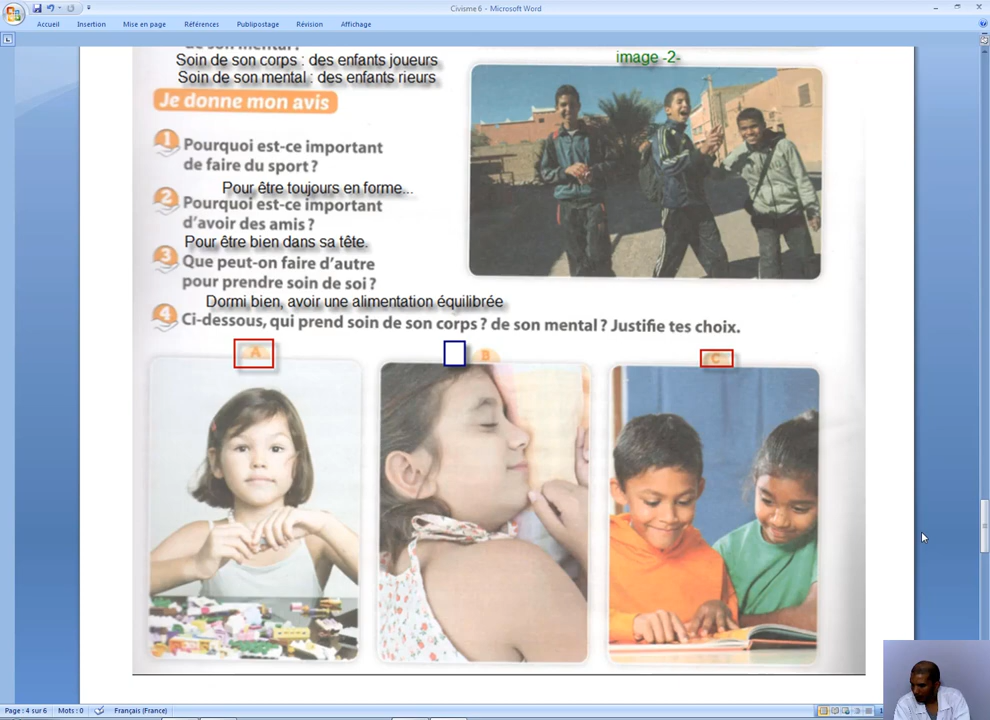 Civisme 6 - Microsoft Word
Accueil Insertion Mise en page Références Publipostage Révision Affichage
de son mental ?
Soin de son corps : des enfants joueurs
Soin de son mental : des enfants rieurs
image -2-
Je donne mon avis
1 Pourquoi est-ce important
de faire du sport ?
Pour être toujours en forme...
2 Pourquoi est-ce important
d'avoir des amis ?
Pour être bien dans sa tête.
3 Que peut-on faire d'autre
pour prendre soin de soi ?
Dormi bien, avoir une alimentation équilibrée
4 Ci-dessous, qui prend soin de son corps ? de son mental ? Justifie tes choix.
A B C
Page : 4 sur 6 Mots : 0 Français (France)